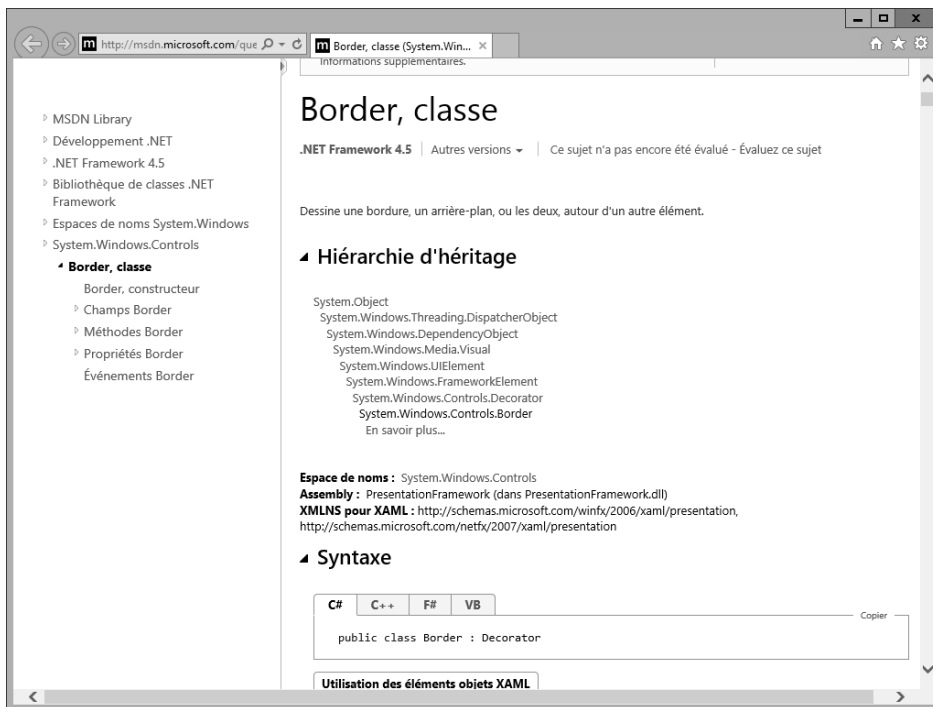 http://msdn.microsoft.com/que
Border, classe (System.Win...
Informations supplémentaires.
MSDN Library
Développement .NET
.NET Framework 4.5
Bibliothèque de classes .NET
Framework
Espaces de noms System.Windows
System.Windows.Controls
Border, classe
Border, constructeur
Champs Border
Méthodes Border
Propriétés Border
Événements Border
Border, classe
.NET Framework 4.5 | Autres versions | Ce sujet n'a pas encore été évalué - Évaluez ce sujet
Dessine une bordure, un arrière-plan, ou les deux, autour d'un autre élément.
Hiérarchie d'héritage
System.Object
System.Windows.Threading.DispatcherObject
System.Windows.DependencyObject
System.Windows.Media.Visual
System.Windows.UIElement
System.Windows.FrameworkElement
System.Windows.Controls.Decorator
System.Windows.Controls.Border
En savoir plus...
Espace de noms : System.Windows.Controls
Assembly : PresentationFramework (dans PresentationFramework.dll)
XMLNS pour XAML : http://schemas.microsoft.com/winfx/2006/xaml/presentation,
http://schemas.microsoft.com/netfx/2007/xaml/presentation
Syntaxe
C# C++ F# VB
Copier
public class Border : Decorator
Utilisation des éléments objets XAML